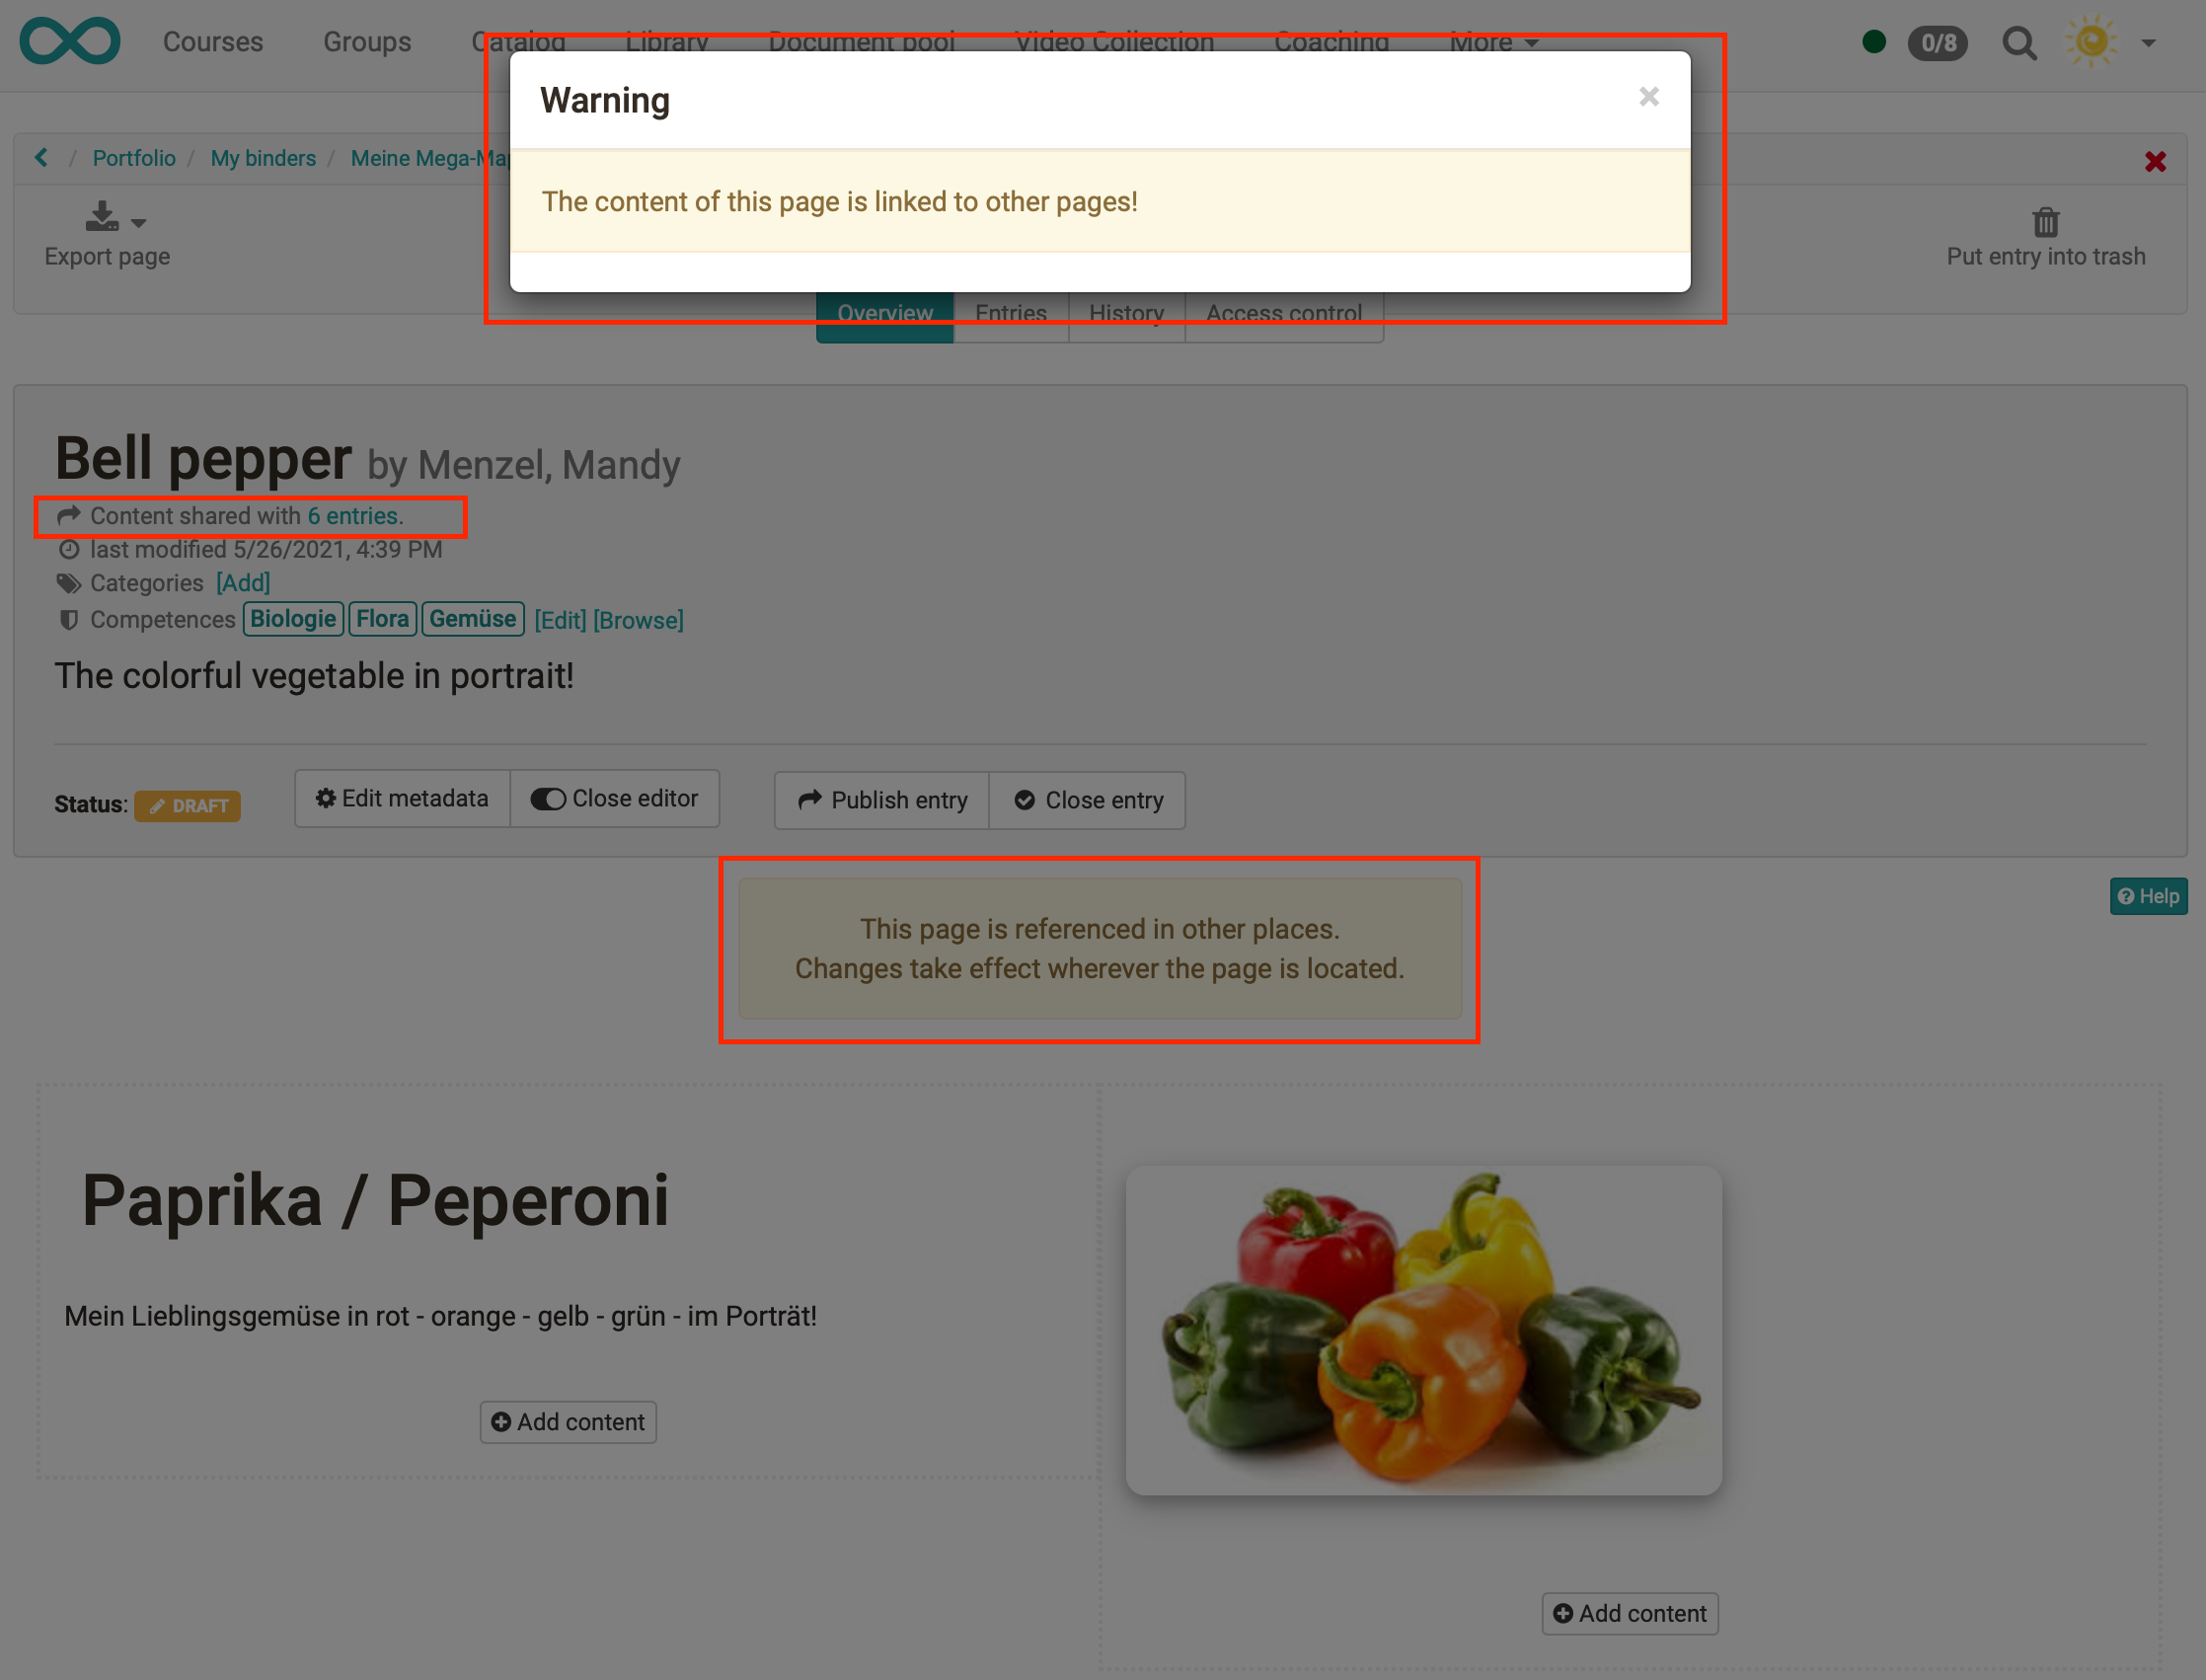 Courses Groups Catalog Library Document pool Video Collection Coaching More 0/8
Warning ×
/ Portfolio / My binders / Meine Mega-Map
The content of this page is linked to other pages!
Export page
Put entry into trash
Overview Entries History Access control
Bell pepper by Menzel, Mandy
Content shared with 6 entries.
last modified 5/26/2021, 4:39 PM
Categories [Add]
Competences Biologie Flora Gemüse [Edit] [Browse]
The colorful vegetable in portrait!
Status: DRAFT Edit metadata Close editor Publish entry Close entry
Help
This page is referenced in other places.
Changes take effect wherever the page is located.
Paprika / Peperoni
Mein Lieblingsgemüse in rot - orange - gelb - grün - im Porträt!
Add content
Add content